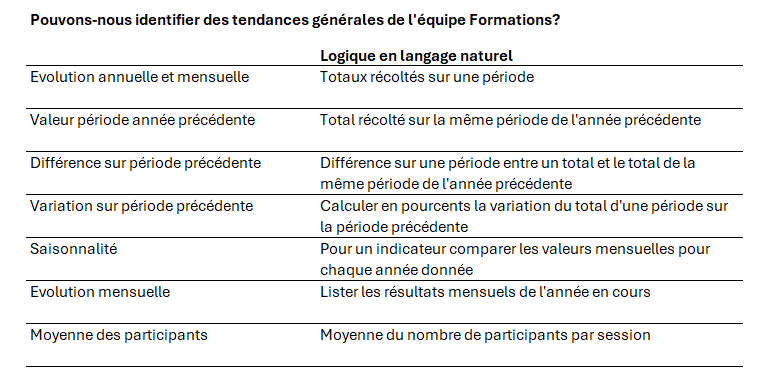 Pouvons-nous identifier des tendances générales de l'équipe Formations?
Logique en langage naturel
Evolution annuelle et mensuelle
Totaux récoltés sur une période
Valeur période année précédente
Total récolté sur la même période de l'année précédente
Différence sur période précédente
Différence sur une période entre un total et le total de la
même période de l'année précédente
Variation sur période précédente
Calculer en pourcents la variation du total d'une période sur
la période précédente
Saisonnalité
Pour un indicateur comparer les valeurs mensuelles pour
chaque année donnée
Evolution mensuelle
Lister les résultats mensuels de l'année en cours
Moyenne des participants
Moyenne du nombre de participants par session